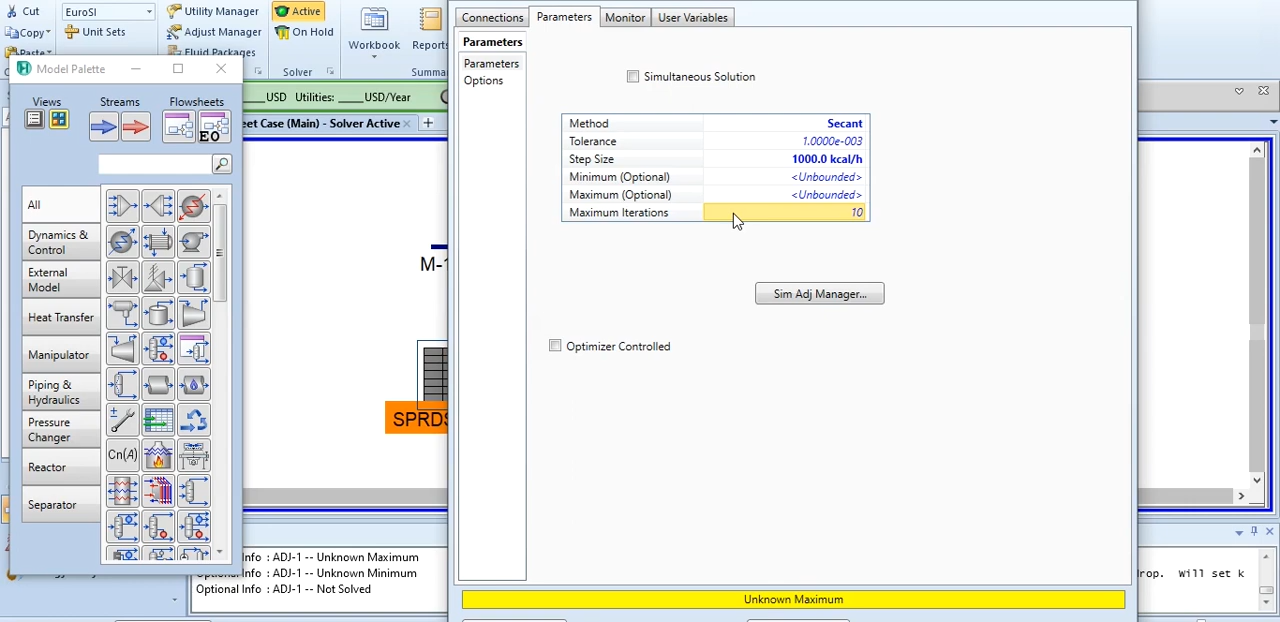 Cut
Copy
Paste
EuroSI
Unit Sets
Utility Manager
Adjust Manager
Fluid Packages
Active
On Hold
Solver
Workbook
Reports
Summa
Model Palette
Views
Streams
Flowsheets
EO
All
Dynamics &
Control
External
Model
Heat Transfer
Manipulator
Piping &
Hydraulics
Pressure
Changer
Reactor
Separator
Cn(A)
____USD Utilities: ____USD/Year
eet Case (Main) - Solver Active
M-1
SPRDS
Connections
Parameters
Monitor
User Variables
Parameters
Parameters
Options
Simultaneous Solution
Method Secant
Tolerance 1.0000e-003
Step Size 1000.0 kcal/h
Minimum (Optional) <Unbounded>
Maximum (Optional) <Unbounded>
Maximum Iterations 10
Sim Adj Manager...
Optimizer Controlled
Unknown Maximum
Info : ADJ-1 -- Unknown Maximum
Optional Info : ADJ-1 -- Unknown Minimum
Optional Info : ADJ-1 -- Not Solved
rop. Will set k